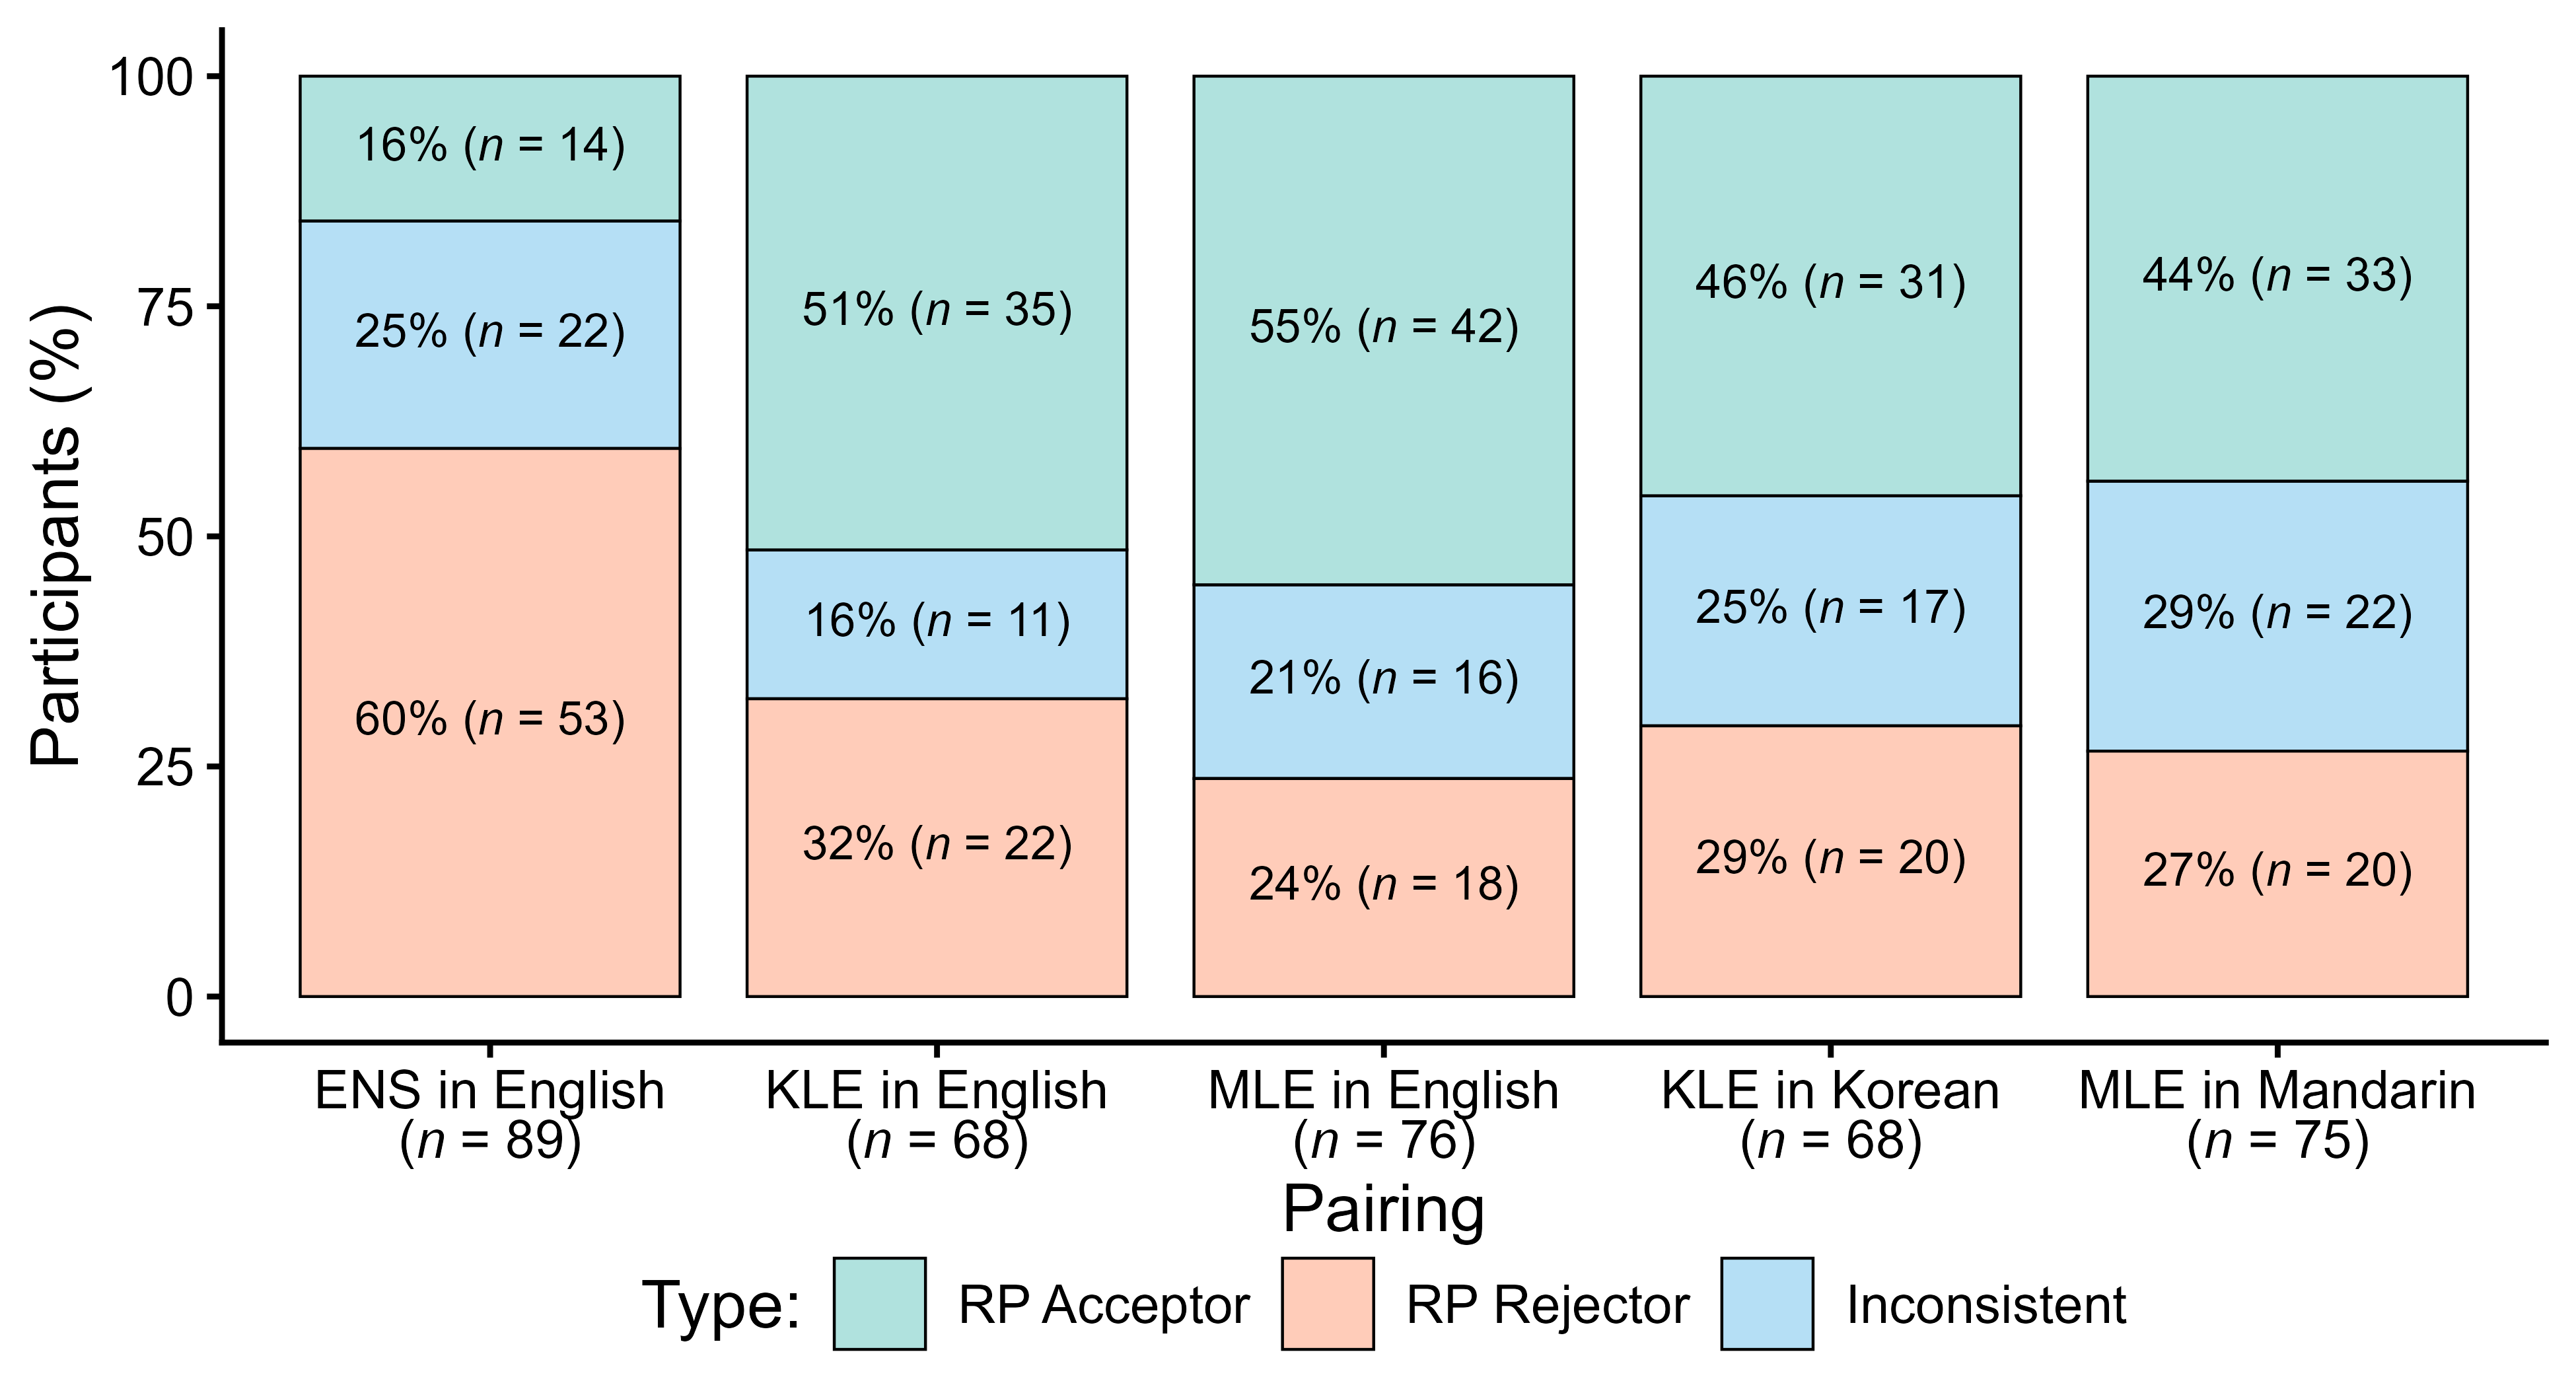 Participants (%)
100
75
50
25
0
16% (n = 14)
25% (n = 22)
60% (n = 53)
51% (n = 35)
16% (n = 11)
32% (n = 22)
55% (n = 42)
21% (n = 16)
24% (n = 18)
46% (n = 31)
25% (n = 17)
29% (n = 20)
44% (n = 33)
29% (n = 22)
27% (n = 20)
ENS in English
(n = 89)
KLE in English
(n = 68)
MLE in English
(n = 76)
KLE in Korean
(n = 68)
MLE in Mandarin
(n = 75)
Pairing
Type: RP Acceptor RP Rejector Inconsistent